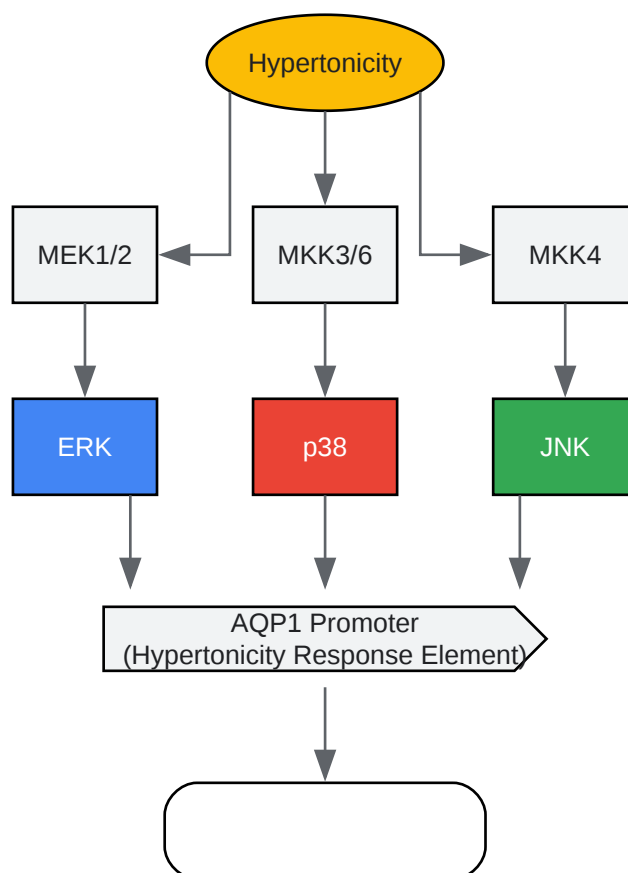 Hypertonicity
MEK1/2
MKK3/6
MKK4
ERK
p38
JNK
AQP1 Promoter
(Hypertonicity Response Element)